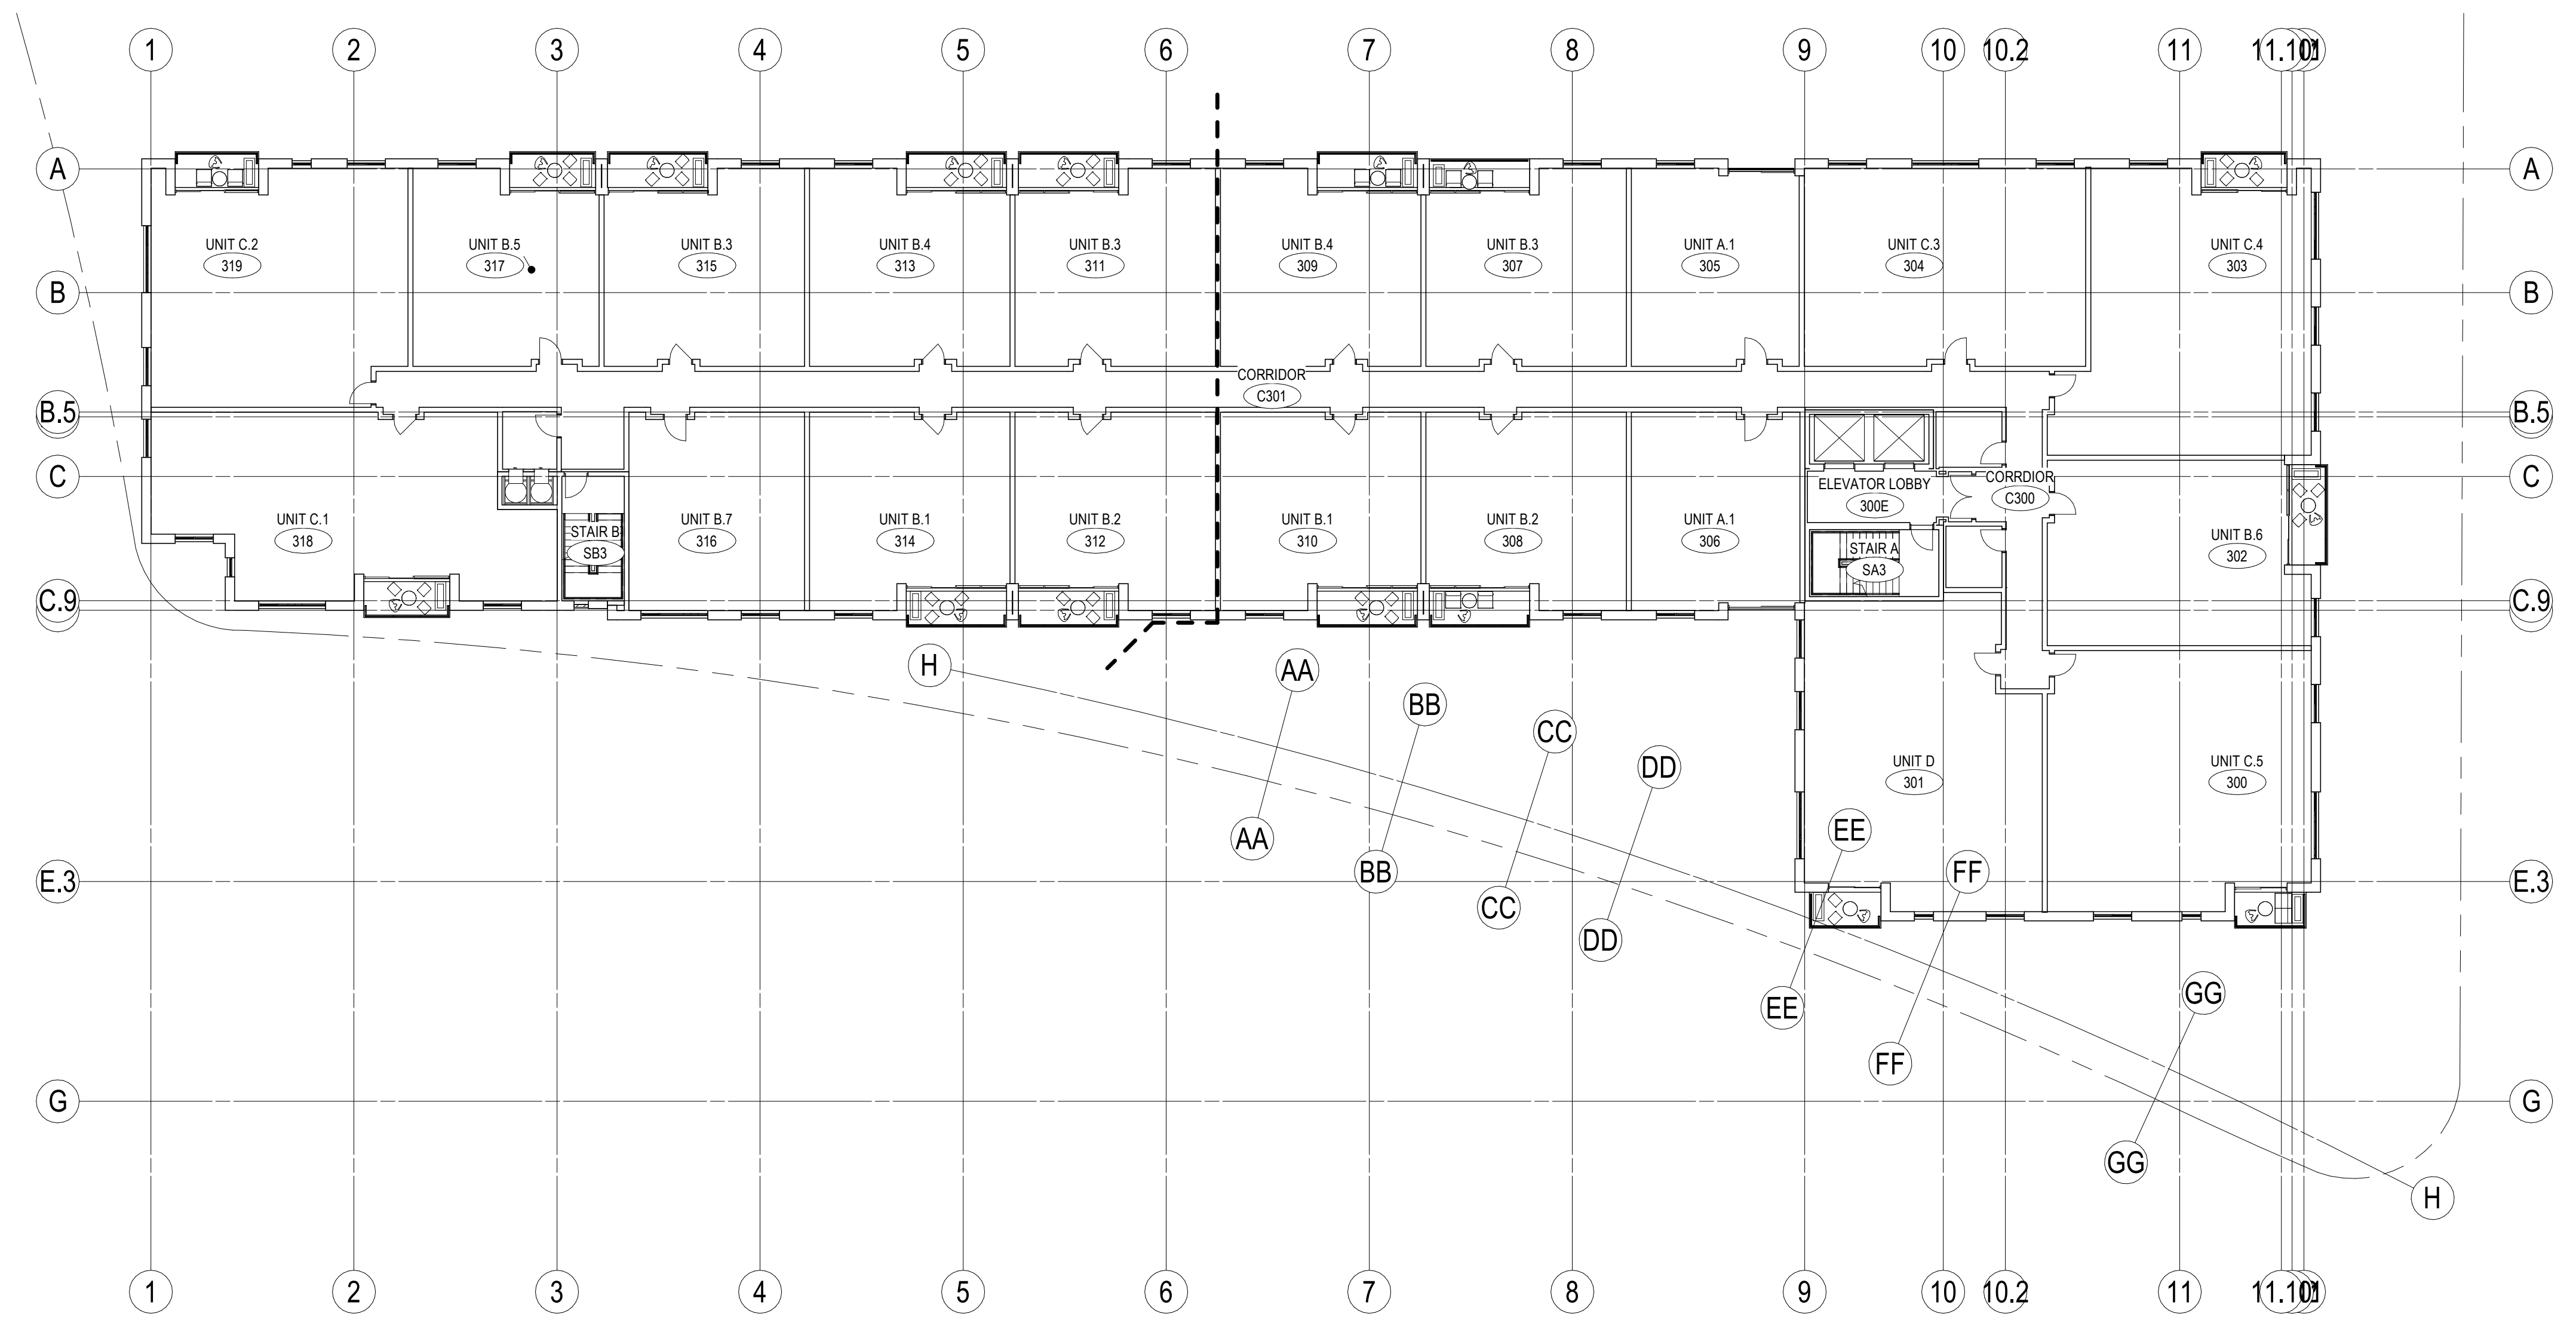 1 2 3 4 5 6 7 8 9 10 10.2 11
A A
UNIT C.2 UNIT B.5 UNIT B.3 UNIT B.4 UNIT B.3 UNIT B.4 UNIT B.3 UNIT A.1 UNIT C.3 UNIT C.4
319 317 315 313 311 309 307 305 304 303
B B
CORRIDOR
C301
B.5 B.5
C C
ELEVATOR LOBBY CORRDIOR
300E C300
UNIT C.1 STAIR B UNIT B.7 UNIT B.1 UNIT B.2 UNIT B.1 UNIT B.2 UNIT A.1 UNIT B.6
318 SB3 316 314 312 310 308 306 302
STAIR A
SA3
C.9 C.9
H AA
BB
CC
DD
UNIT D UNIT C.5
301 300
AA EE
BB FF
E.3 E.3
CC
DD
GG
EE
FF
G G
GG
H
1 2 3 4 5 6 7 8 9 10 10.2 11